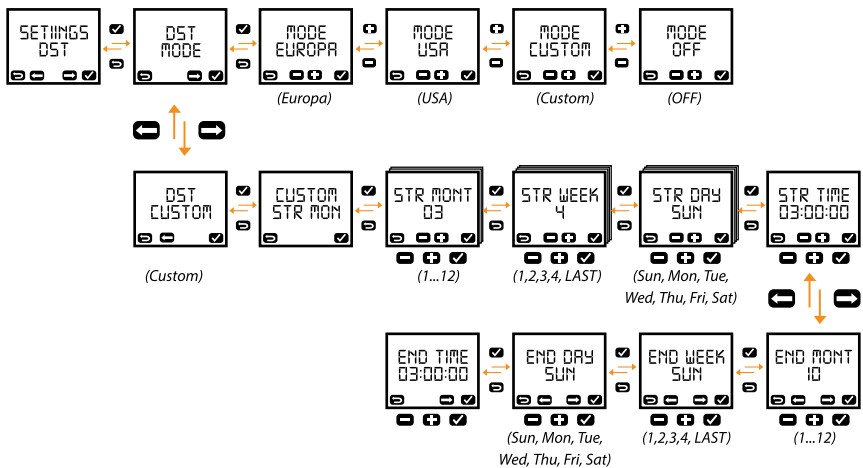 SETIINGS
DST
DST
MODE
MODE
EUROPA
MODE
USA
MODE
CUSTOM
MODE
OFF
(Europa)
(USA)
(Custom)
(OFF)
DST
CUSTOM
CUSTOM
STR MON
STR MONT
03
STR WEEK
4
STR DAY
SUN
STR TIME
03:00:00
(Custom)
(1...12)
(1,2,3,4, LAST)
(Sun, Mon, Tue,
Wed, Thu, Fri, Sat)
END TIME
03:00:00
END DAY
SUN
END WEEK
SUN
END MONT
10
(Sun, Mon, Tue,
Wed, Thu, Fri, Sat)
(1,2,3,4, LAST)
(1...12)